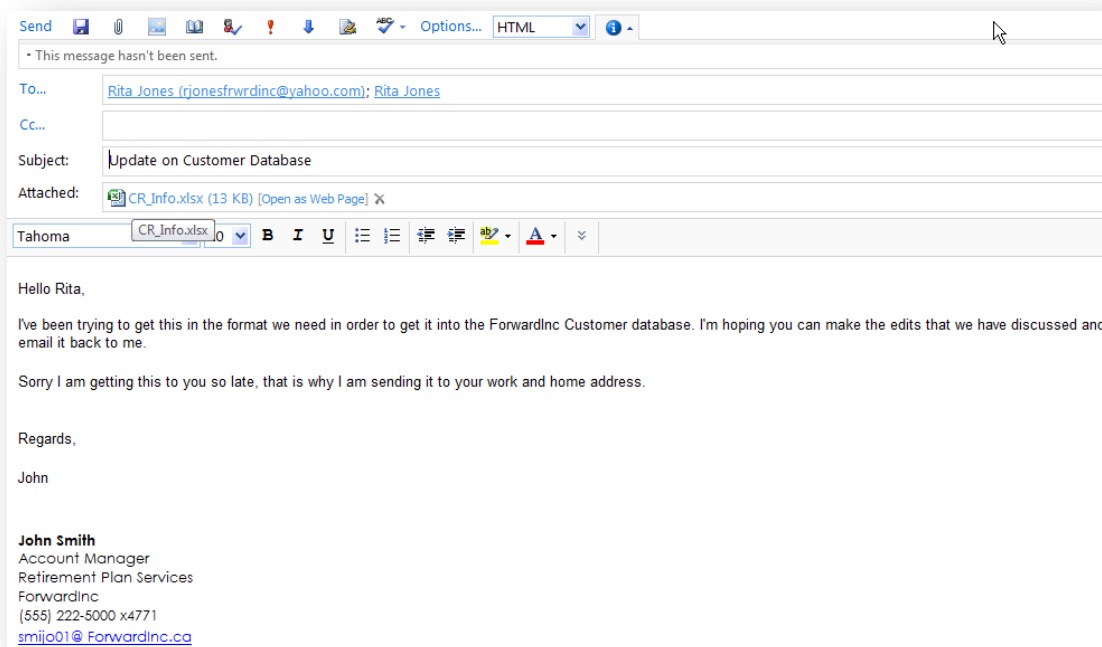 Send ABC Options... HTML
- This message hasn't been sent.
To... Rita Jones (rjonesfrwrdinc@yahoo.com); Rita Jones
Cc...
Subject: Update on Customer Database
Attached: CR_Info.xlsx (13 KB) [Open as Web Page]
Tahoma CR_Info.xlsx 0 B I U ab A
Hello Rita,
I've been trying to get this in the format we need in order to get it into the ForwardInc Customer database. I'm hoping you can make the edits that we have discussed and
email it back to me.
Sorry I am getting this to you so late, that is why I am sending it to your work and home address.
Regards,
John
John Smith
Account Manager
Retirement Plan Services
ForwardInc
(555) 222-5000 x4771
smijo01@ ForwardInc.ca